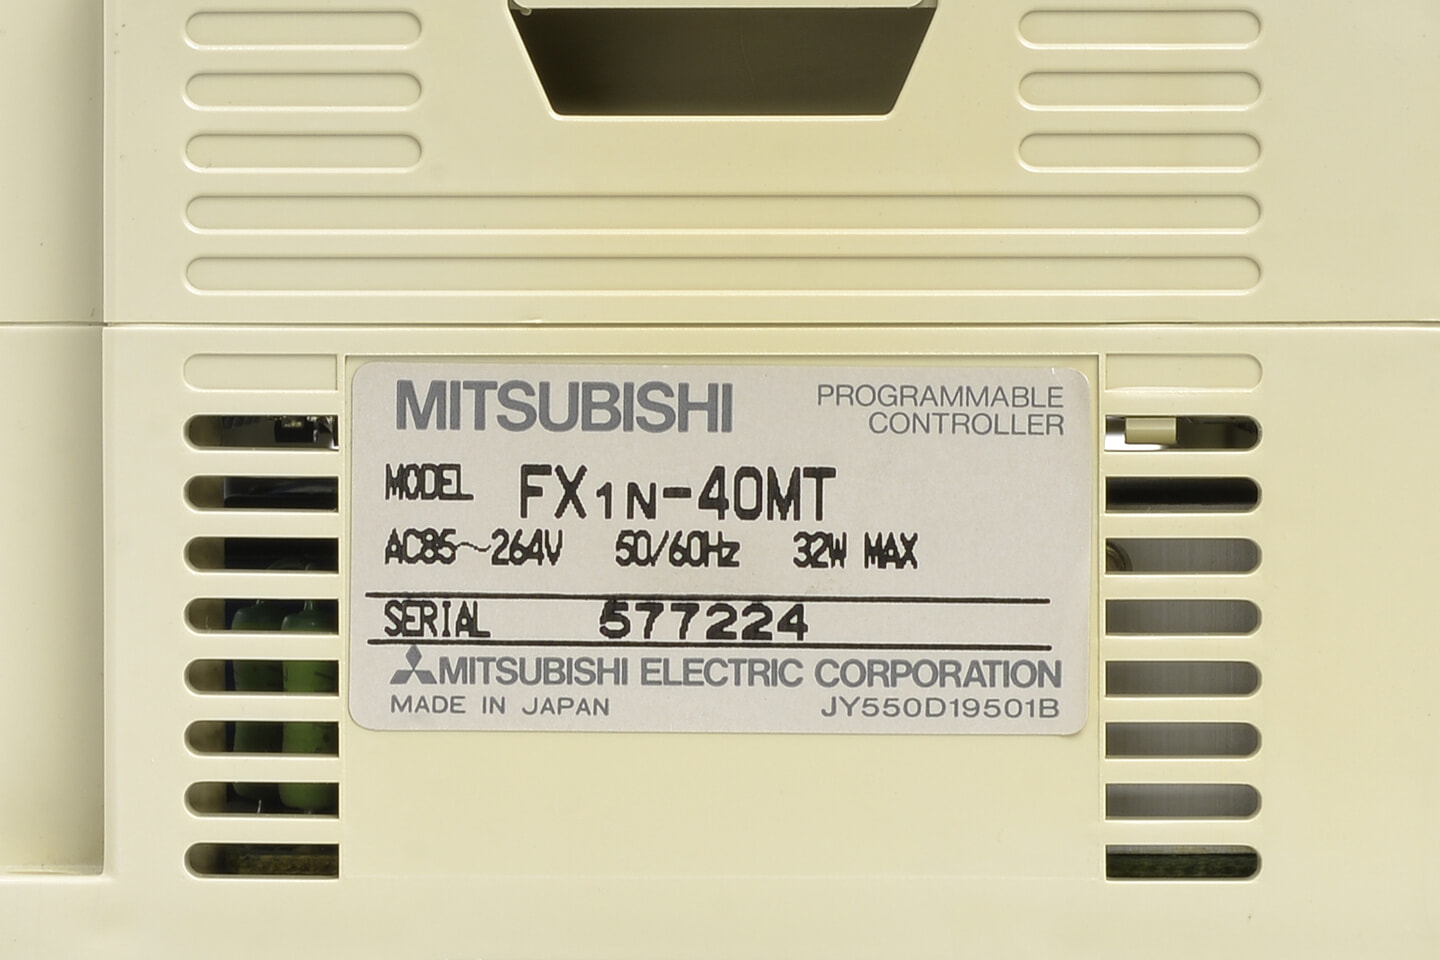 MITSUBISHI
PROGRAMMABLE
CONTROLLER
MODEL FX1N-40MT
AC85~264V 50/60Hz 32W MAX
SERIAL 577224
MITSUBISHI ELECTRIC CORPORATION
MADE IN JAPAN JY550D19501B